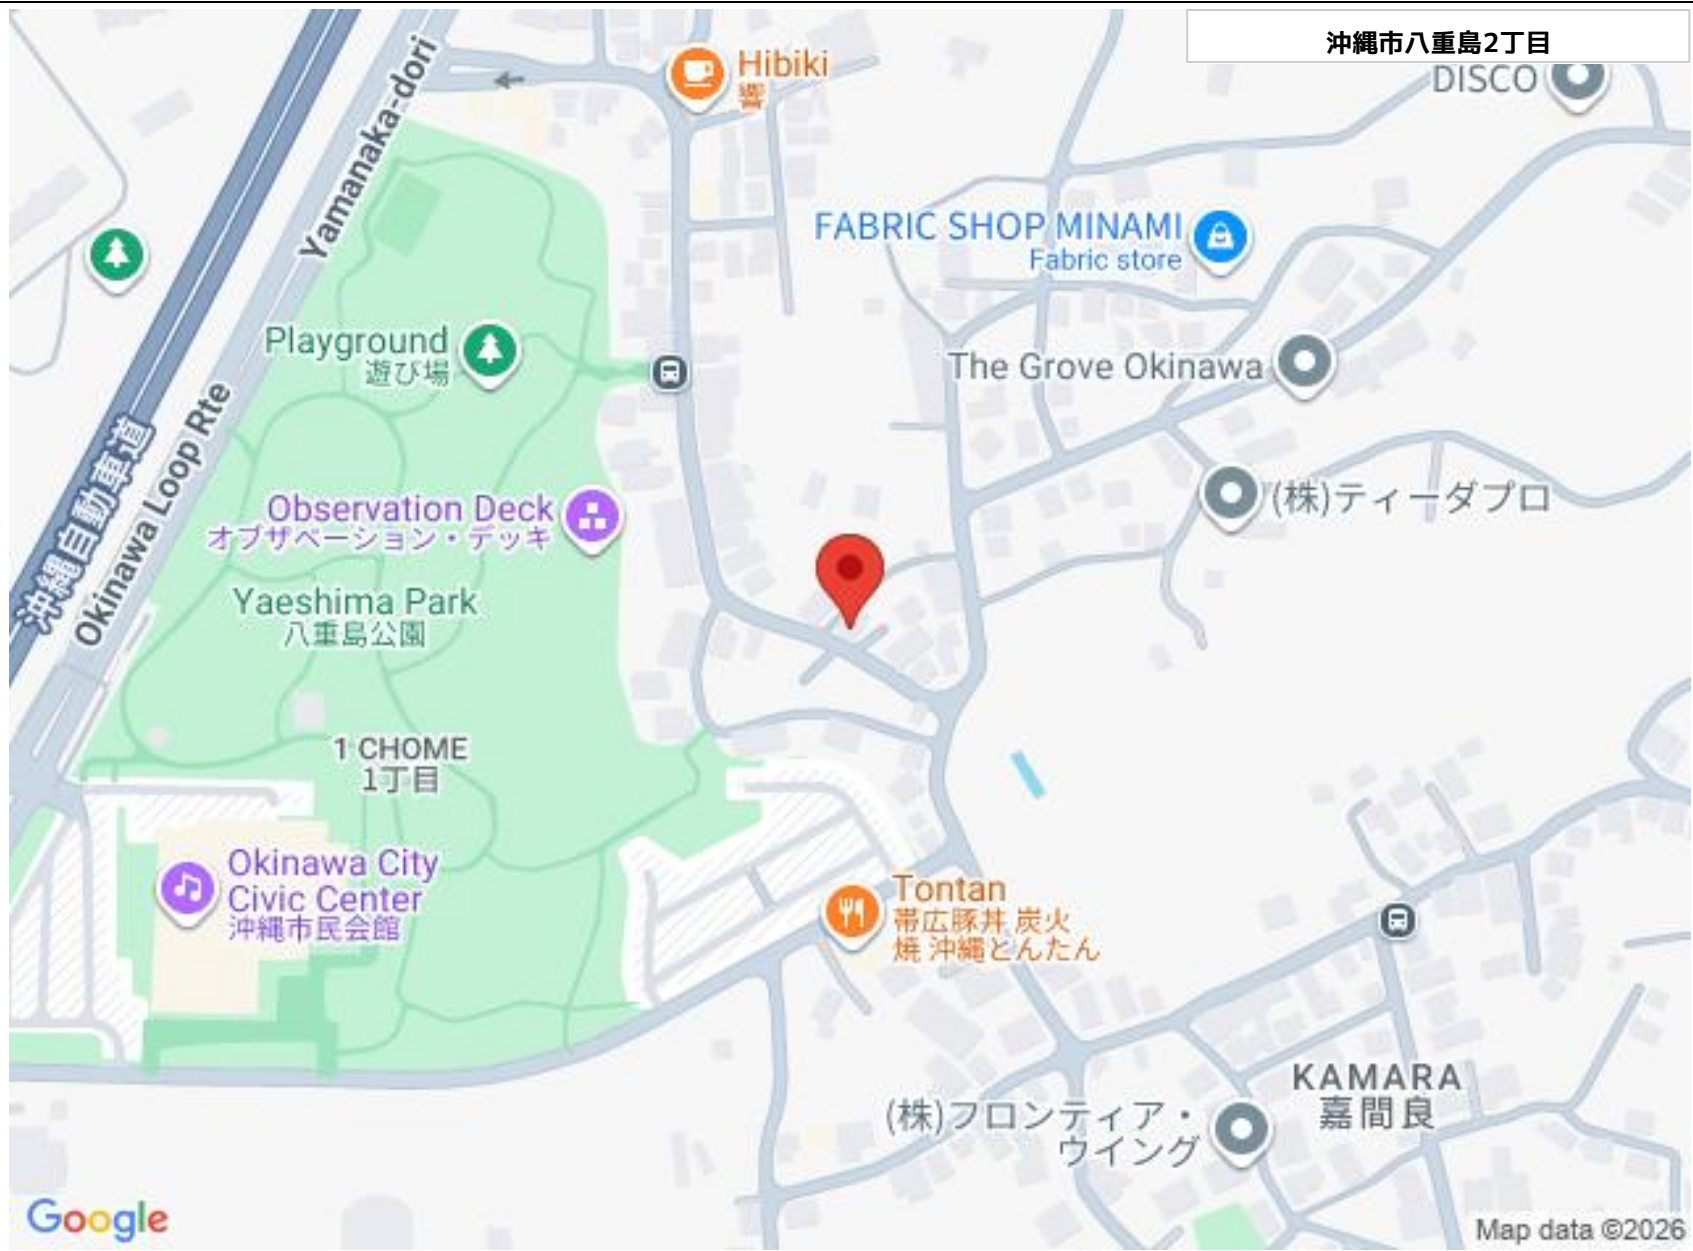 沖縄市八重島2丁目
Yamanaka-dori
Hibiki
響
DISCO
FABRIC SHOP MINAMI
Fabric store
Playground
遊び場
The Grove Okinawa
沖縄自動車道
Okinawa Loop Rte
Observation Deck
オブザベーション・デッキ
(株)ティーダプロ
Yaeshima Park
八重島公園
1 CHOME
1丁目
Okinawa City
Civic Center
沖縄市民会館
Tontan
帯広豚丼 炭火
焼 沖縄とんたん
KAMARA
嘉間良
(株)フロンティア・
ウイング
Google
Map data ©2026